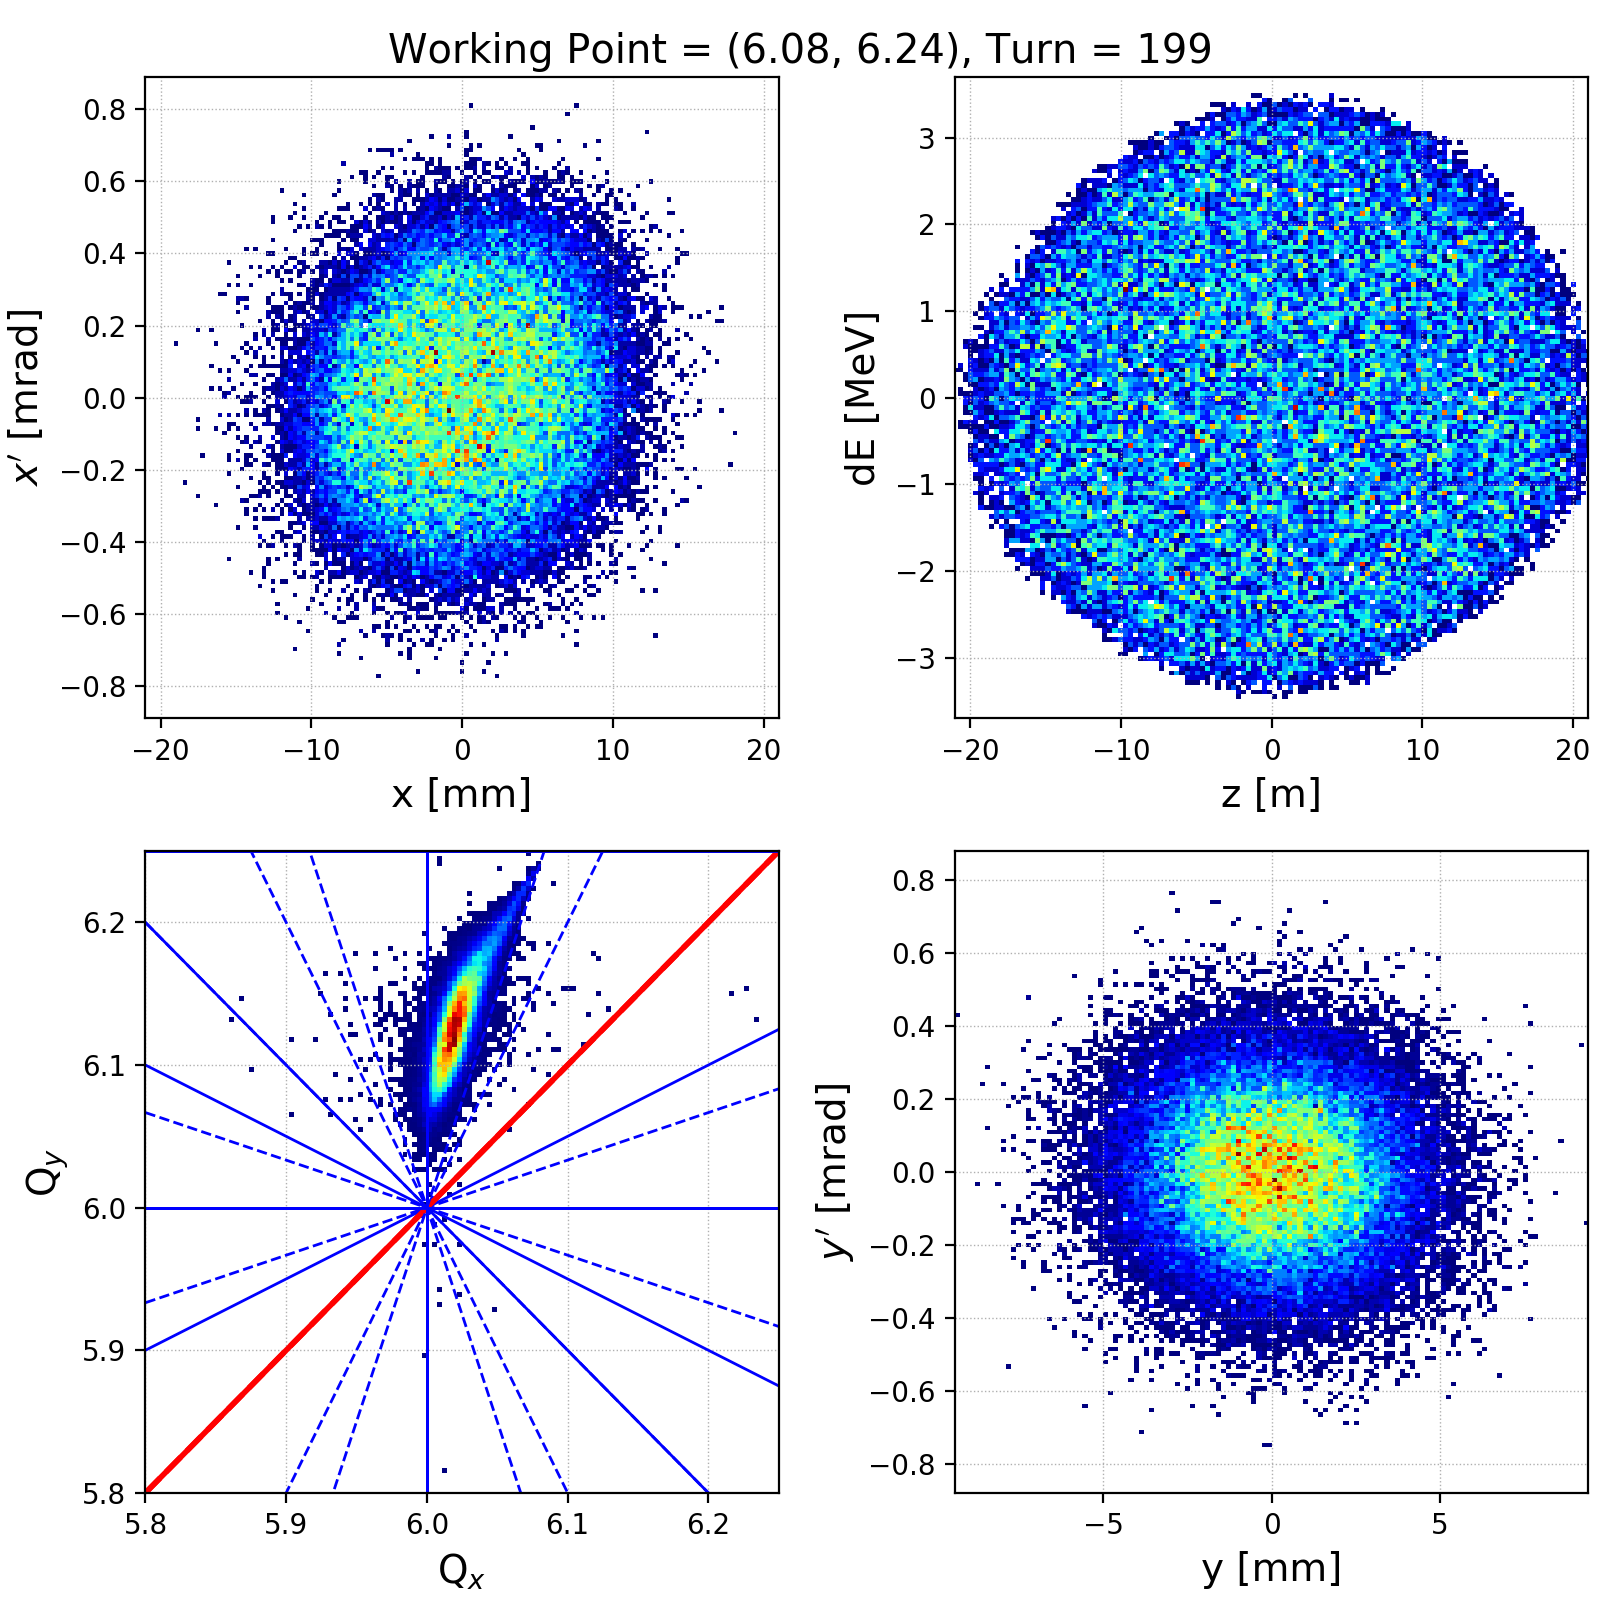 Working Point = (6.08, 6.24), Turn = 199
0.8
0.6
0.4
0.2
0.0
−0.2
−0.4
−0.6
−0.8
x′ [mrad]
−20 −10 0 10 20
x [mm]
3
2
1
0
−1
−2
−3
dE [MeV]
−20 −10 0 10 20
z [m]
6.2
6.1
6.0
5.9
5.8
Qy
5.8 5.9 6.0 6.1 6.2
Qx
0.8
0.6
0.4
0.2
0.0
−0.2
−0.4
−0.6
−0.8
y′ [mrad]
−5 0 5
y [mm]